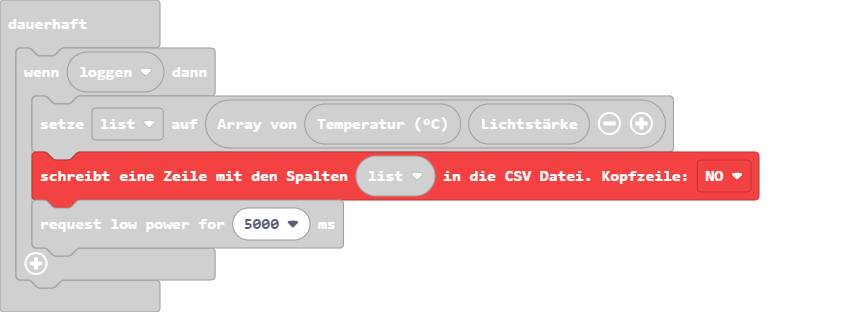 dauerhaft
wenn loggen dann
setze list auf Array von Temperatur (°C) Lichtstärke
schreibt eine Zeile mit den Spalten list in die CSV Datei. Kopfzeile: NO
request low power for 5000 ms